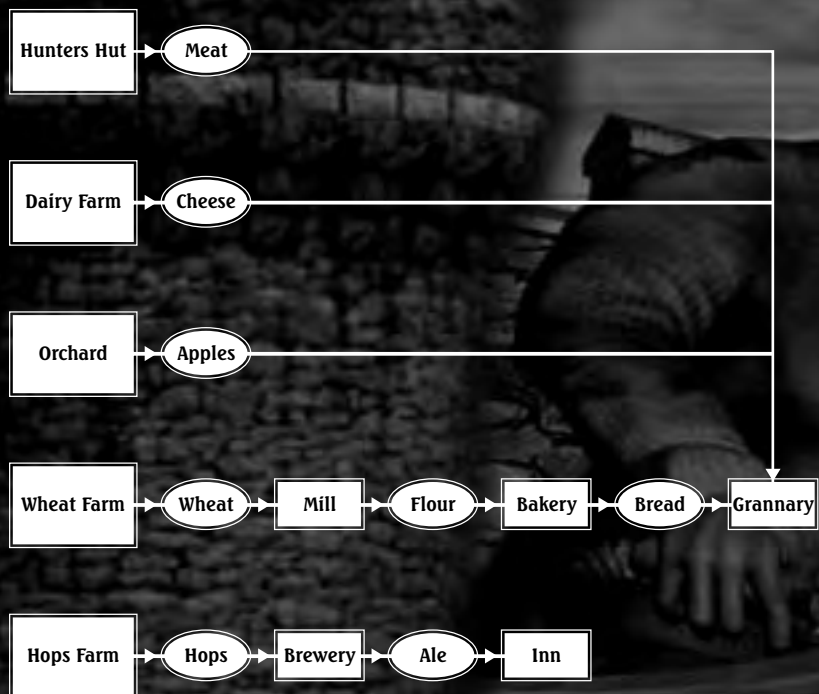 Hunters Hut Meat
Dairy Farm Cheese
Orchard Apples
Wheat Farm Wheat Mill Flour Bakery Bread Grannary
Hops Farm Hops Brewery Ale Inn